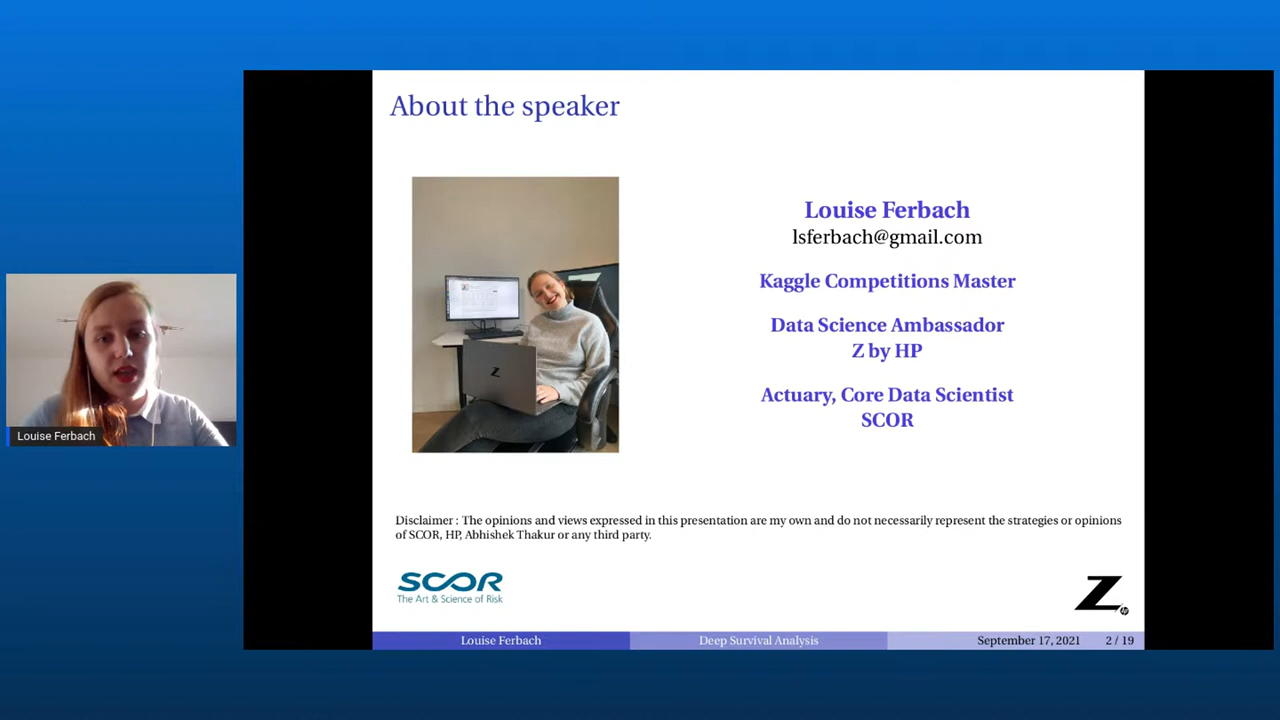 About the speaker
Louise Ferbach
lsferbach@gmail.com
Kaggle Competitions Master
Data Science Ambassador
Z by HP
Actuary, Core Data Scientist
SCOR
Louise Ferbach
Disclaimer : The opinions and views expressed in this presentation are my own and do not necessarily represent the strategies or opinions
of SCOR, HP, Abhishek Thakur or any third party.
SCOR
The Art & Science of Risk
Z
hp
Louise Ferbach Deep Survival Analysis September 17, 2021 2 / 19